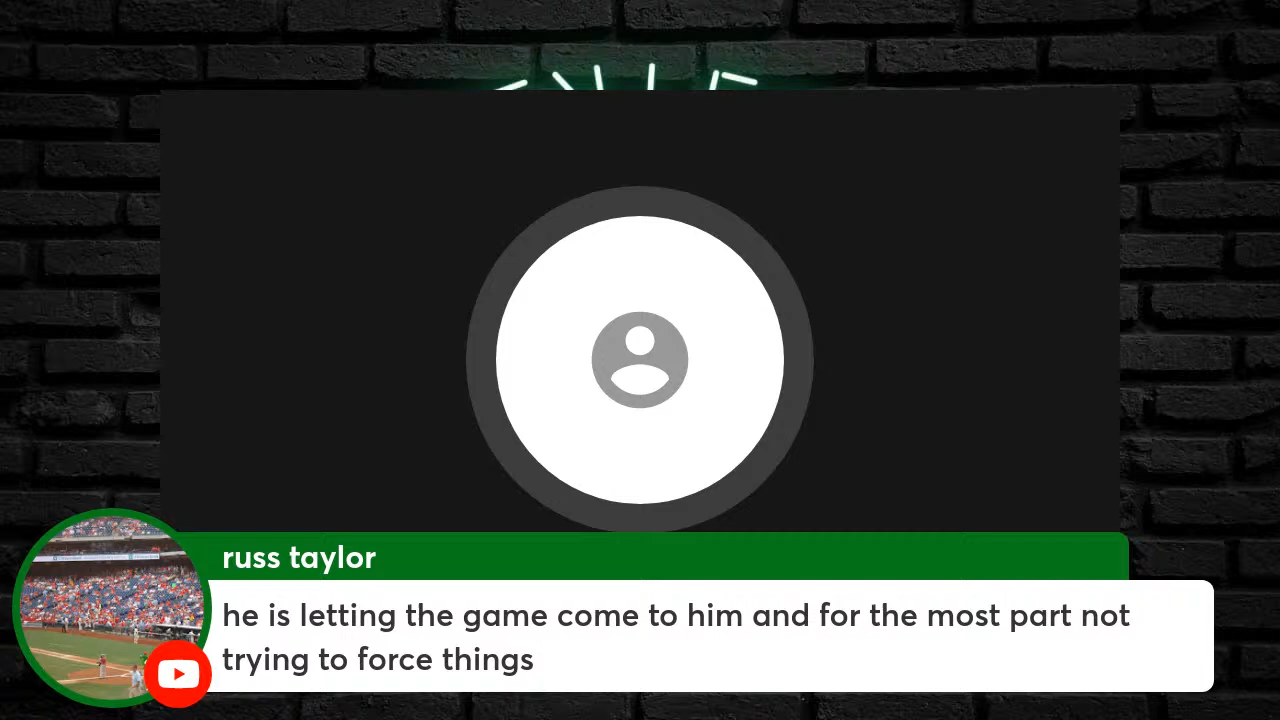 russ taylor
he is letting the game come to him and for the most part not
trying to force things